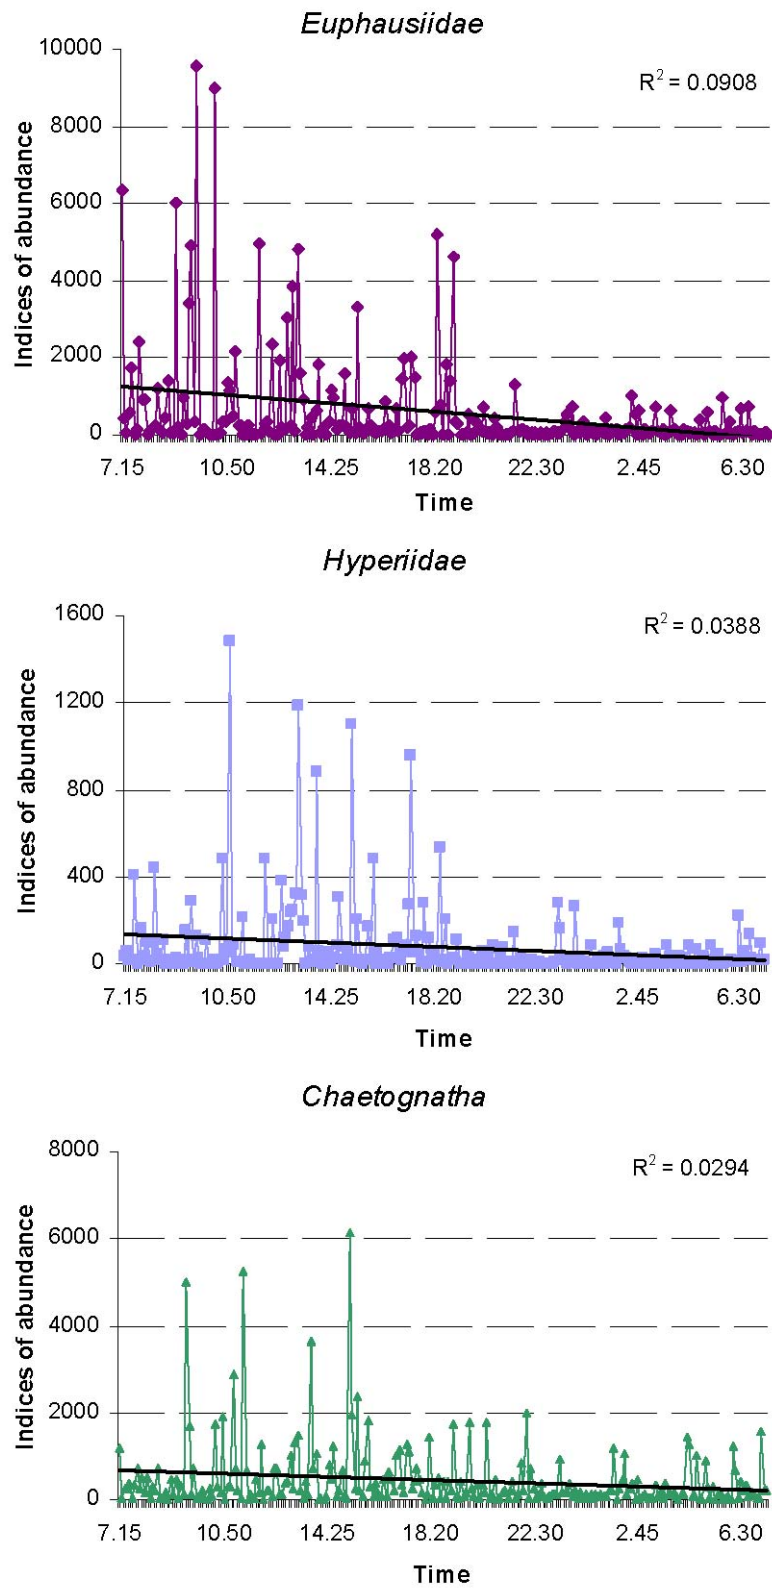 Euphausiidae
R² = 0.0908
Indices of abundance
10000
8000
6000
4000
2000
0
7.15 10.50 14.25 18.20 22.30 2.45 6.30
Time
Hyperiidae
R² = 0.0388
Indices of abundance
1600
1200
800
400
0
7.15 10.50 14.25 18.20 22.30 2.45 6.30
Time
Chaetognatha
R² = 0.0294
Indices of abundance
8000
6000
4000
2000
0
7.15 10.50 14.25 18.20 22.30 2.45 6.30
Time